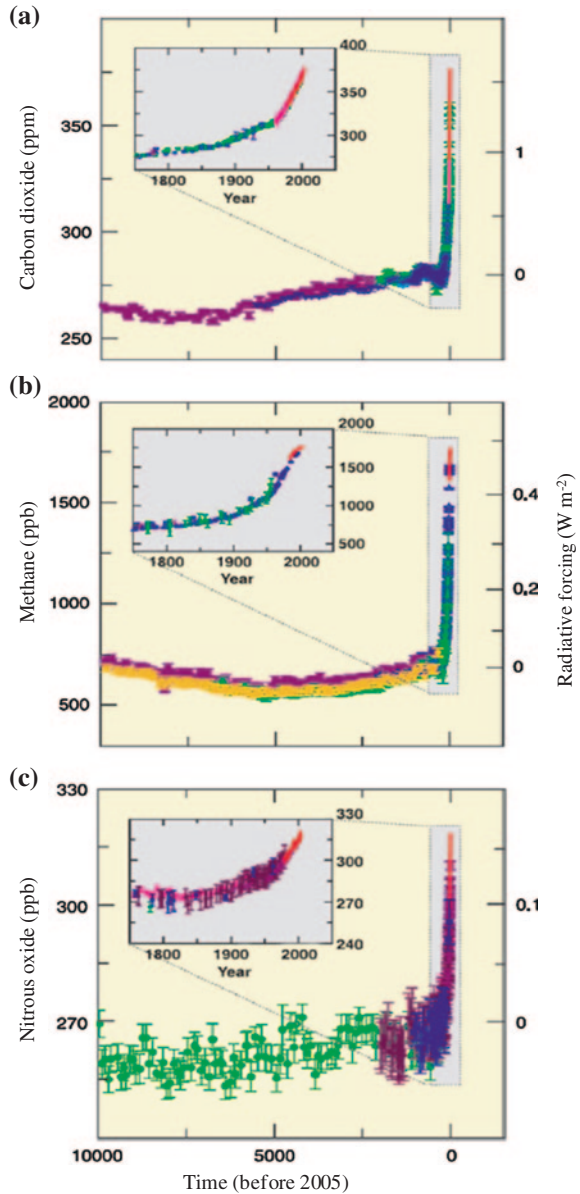 (a)
400
350
300
1800 1900 2000
Year
350
300
250
Carbon dioxide (ppm)
1
0
(b)
2000
1500
1000
500
1800 1900 2000
Year
2000
1750
1000
500
Methane (ppb)
0.4
0.2
0
Radiative forcing (W m-2)
(c)
330
300
270
240
1800 1900 2000
Year
330
300
270
Nitrous oxide (ppb)
0.1
0
10000 5000 0
Time (before 2005)